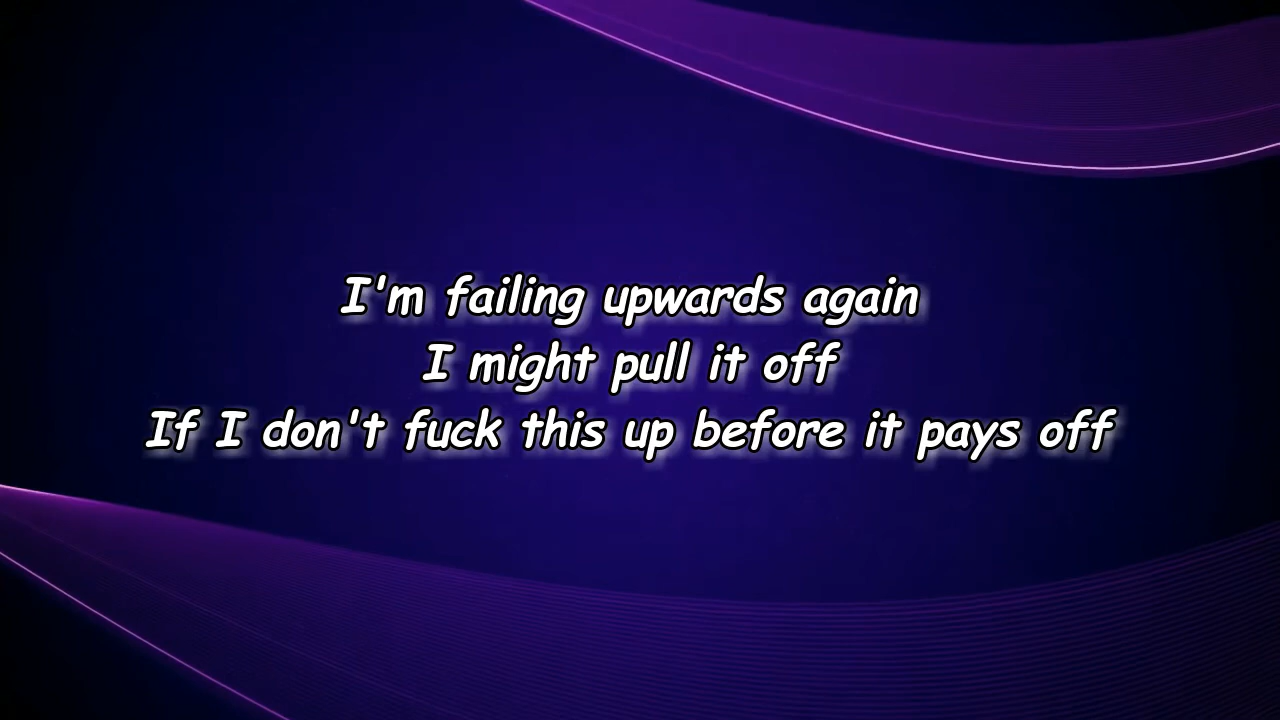 I'm failing upwards again
I might pull it off
If I don't fuck this up before it pays off